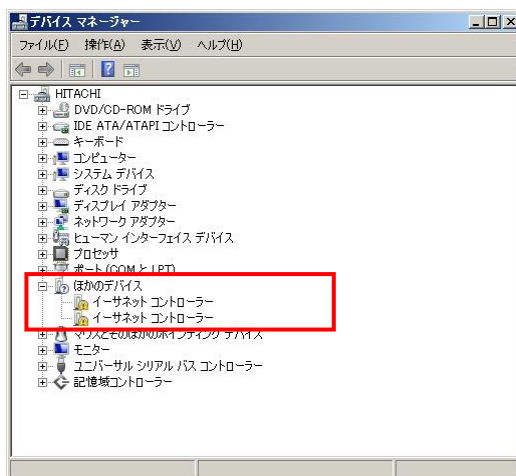 デバイス マネージャー
ファイル(F) 操作(A) 表示(V) ヘルプ(H)
HITACHI
DVD/CD-ROM ドライブ
IDE ATA/ATAPI コントローラー
キーボード
コンピューター
システム デバイス
ディスク ドライブ
ディスプレイ アダプター
ネットワーク アダプター
ヒューマン インターフェイス デバイス
プロセッサ
ポート (COM と LPT)
ほかのデバイス
イーサネット コントローラー
イーサネット コントローラー
マウスとそのほかのポインティング デバイス
モニター
ユニバーサル シリアル バス コントローラー
記憶域コントローラー